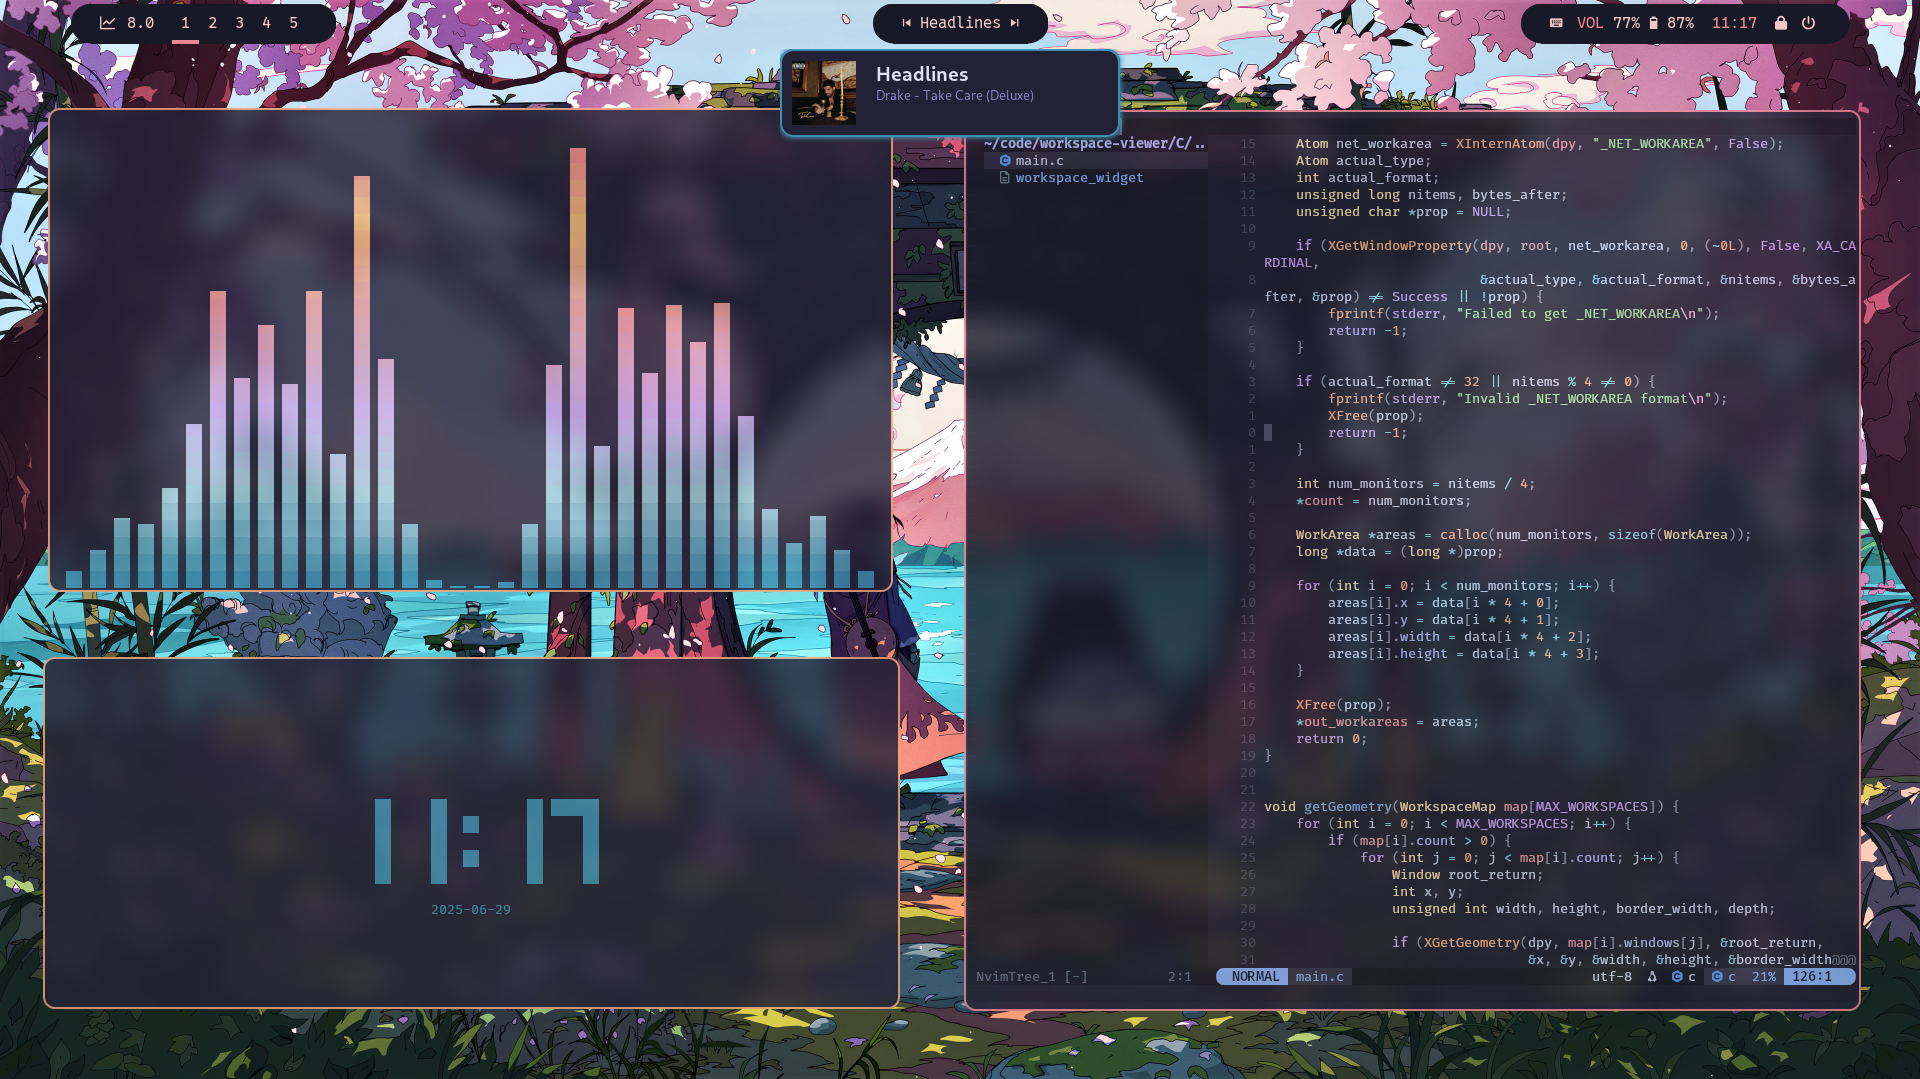 8.0 1 2 3 4 5
Headlines
VOL 77% 87% 11:17
Headlines
Drake - Take Care (Deluxe)
11:17
2025-06-29
~/code/workspace-viewer/C/..
main.c
workspace_widget
NvimTree_1 [-] 2:1
15 Atom net_workarea = XInternAtom(dpy, "_NET_WORKAREA", False);
14 Atom actual_type;
13 int actual_format;
12 unsigned long nitems, bytes_after;
11 unsigned char *prop = NULL;
10
9 if (XGetWindowProperty(dpy, root, net_workarea, 0, (~0L), False, XA_CA
RDINAL,
8 &actual_type, &actual_format, &nitems, &bytes_a
fter, &prop) != Success || !prop) {
7 fprintf(stderr, "Failed to get _NET_WORKAREA\n");
6 return -1;
5 }
4
3 if (actual_format != 32 || nitems % 4 != 0) {
2 fprintf(stderr, "Invalid _NET_WORKAREA format\n");
1 XFree(prop);
0 return -1;
1 }
2
3 int num_monitors = nitems / 4;
4 *count = num_monitors;
5
6 WorkArea *areas = calloc(num_monitors, sizeof(WorkArea));
7 long *data = (long *)prop;
8
9 for (int i = 0; i < num_monitors; i++) {
10 areas[i].x = data[i * 4 + 0];
11 areas[i].y = data[i * 4 + 1];
12 areas[i].width = data[i * 4 + 2];
13 areas[i].height = data[i * 4 + 3];
14 }
15
16 XFree(prop);
17 *out_workareas = areas;
18 return 0;
19 }
20
21
22 void getGeometry(WorkspaceMap map[MAX_WORKSPACES]) {
23 for (int i = 0; i < MAX_WORKSPACES; i++) {
24 if (map[i].count > 0) {
25 for (int j = 0; j < map[i].count; j++) {
26 Window root_return;
27 int x, y;
28 unsigned int width, height, border_width, depth;
29
30 if (XGetGeometry(dpy, map[i].windows[j], &root_return,
31 &x, &y, &width, &height, &border_width@@@
NORMAL main.c utf-8 c c 21% 126:1